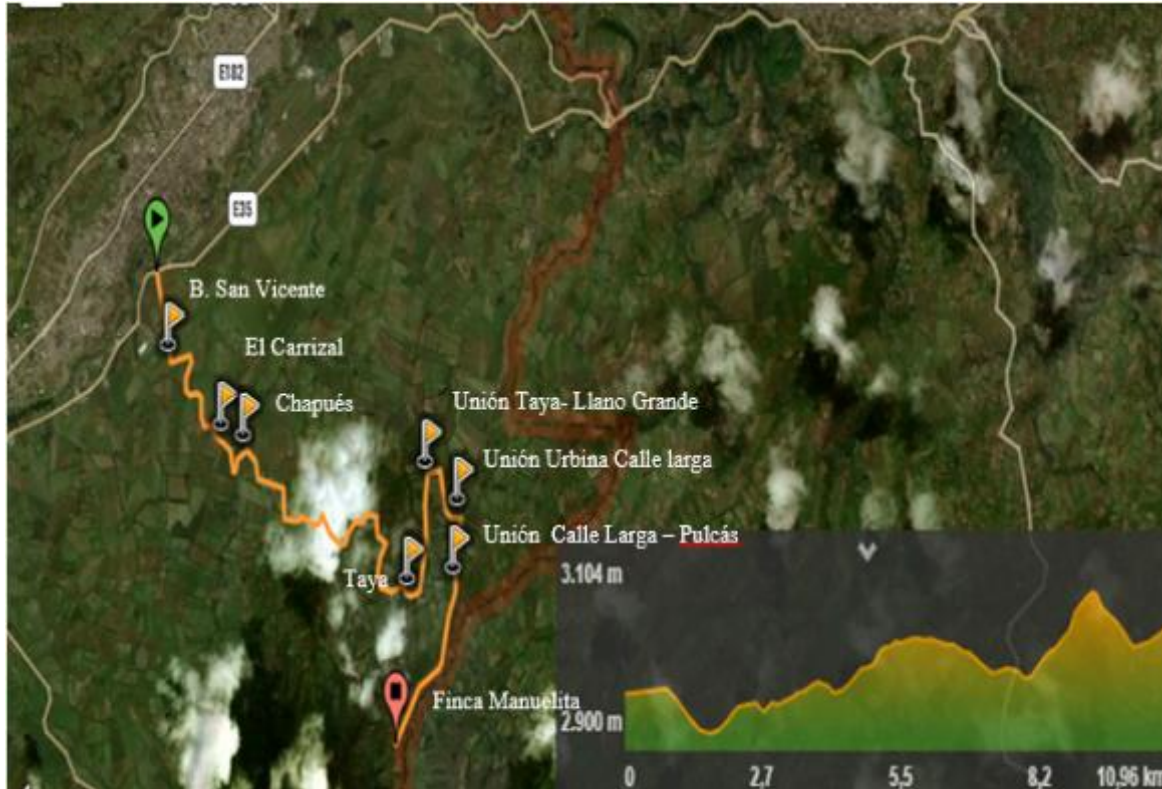 E182
E35
B. San Vicente
El Carrizal
Chapués
Unión Taya- Llano Grande
Unión Urbina Calle larga
Unión Calle Larga – Pulcás
Taya
Finca Manuelita
3.104 m
2.900 m
0 2,7 5,5 8,2 10,96 km